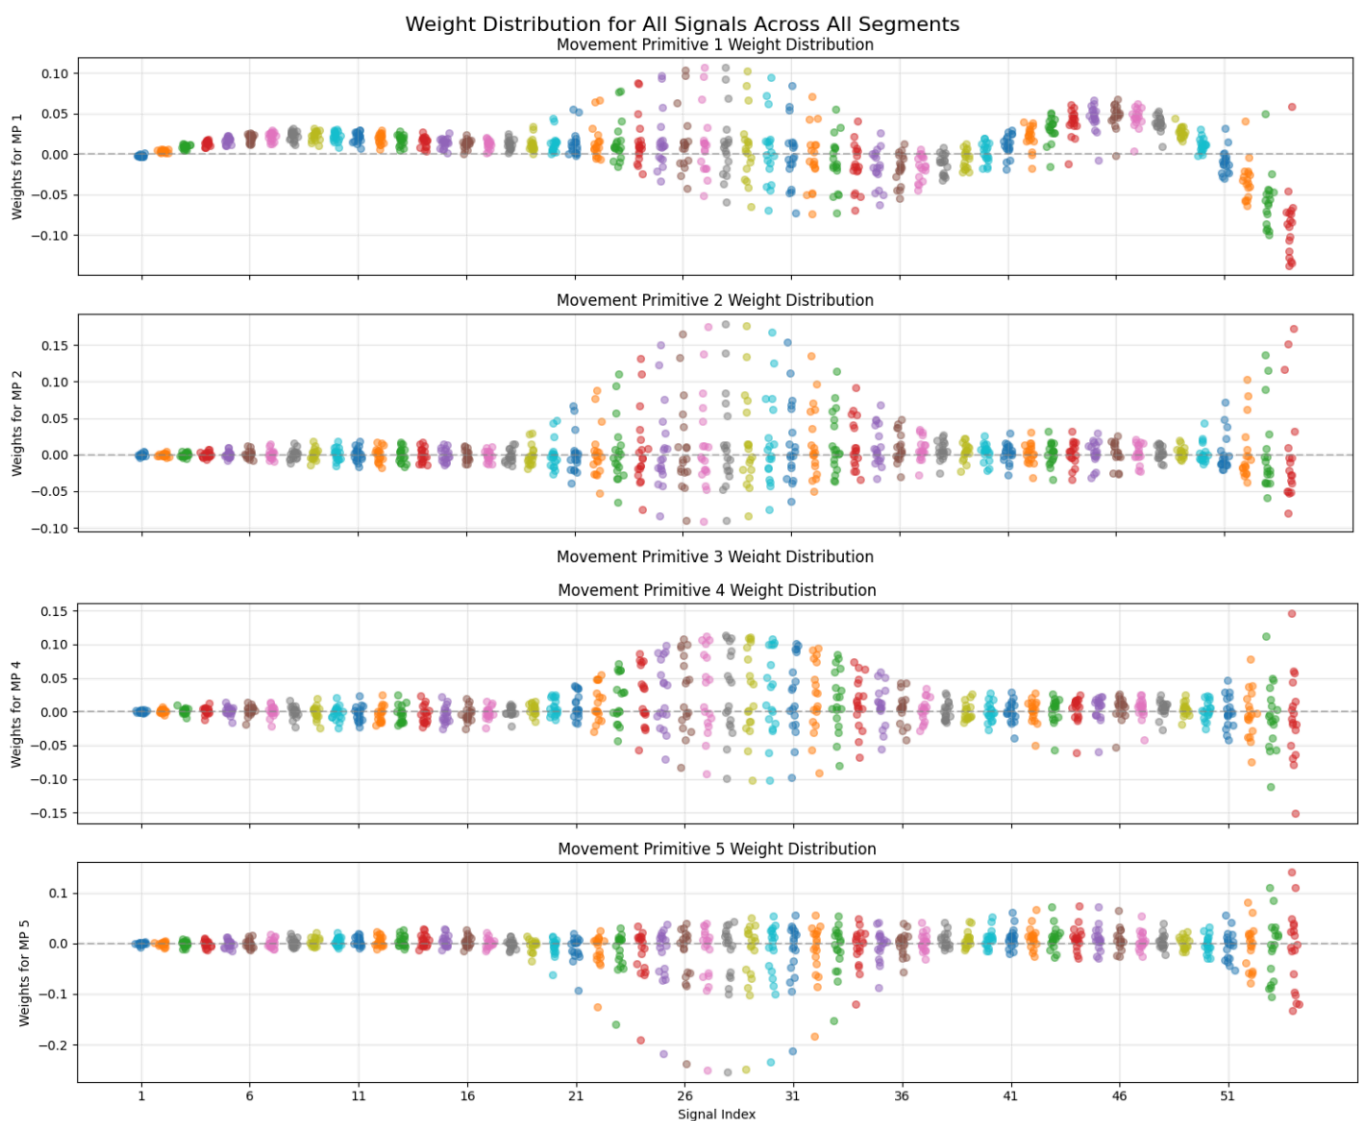 Weight Distribution for All Signals Across All Segments
Movement Primitive 1 Weight Distribution
Weights for MP 1
0.10
0.05
0.00
−0.05
−0.10
Movement Primitive 2 Weight Distribution
Weights for MP 2
0.15
0.10
0.05
0.00
−0.05
−0.10
Movement Primitive 3 Weight Distribution
Movement Primitive 4 Weight Distribution
Weights for MP 4
0.15
0.10
0.05
0.00
−0.05
−0.10
−0.15
Movement Primitive 5 Weight Distribution
Weights for MP 5
0.1
0.0
−0.1
−0.2
1 6 11 16 21 26 31 36 41 46 51
Signal Index